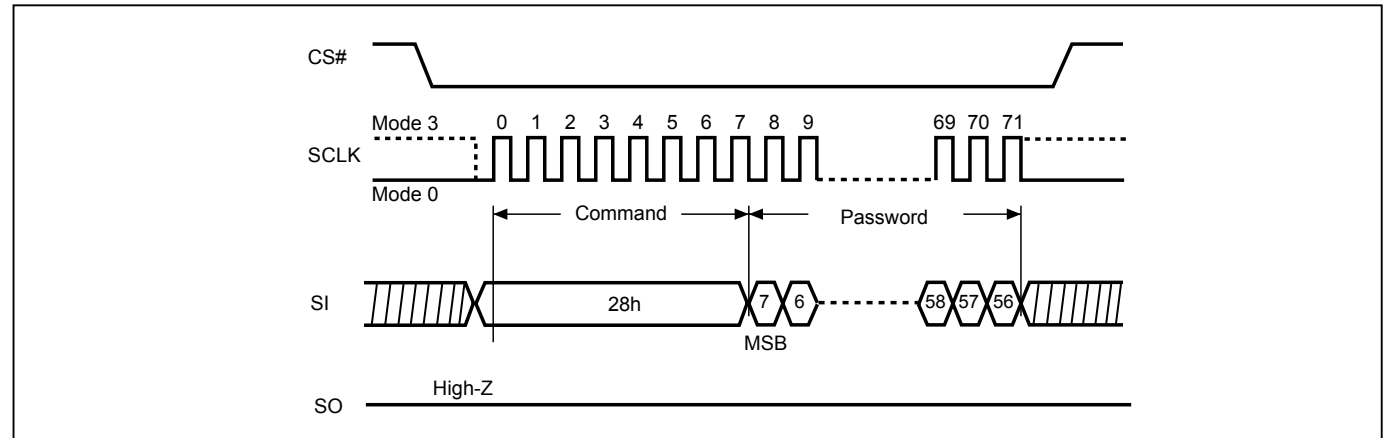 CS#
Mode 3 0 1 2 3 4 5 6 7 8 9 69 70 71
SCLK
Mode 0
Command Password
SI 28h 7 6 58 57 56
MSB
High-Z
SO